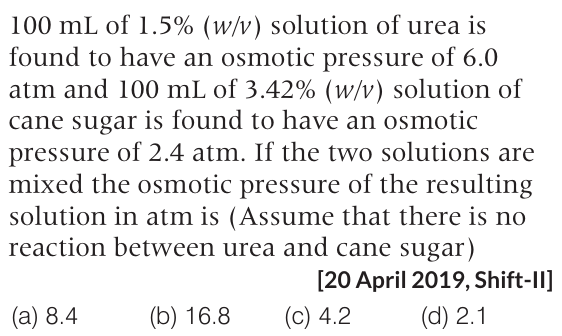 100 mL of 1.5% (w/v) solution of urea is
found to have an osmotic pressure of 6.0
atm and 100 mL of 3.42% (w/v) solution of
cane sugar is found to have an osmotic
pressure of 2.4 atm. If the two solutions are
mixed the osmotic pressure of the resulting
solution in atm is (Assume that there is no
reaction between urea and cane sugar)
[20 April 2019, Shift-II]
(a) 8.4 (b) 16.8 (c) 4.2 (d) 2.1